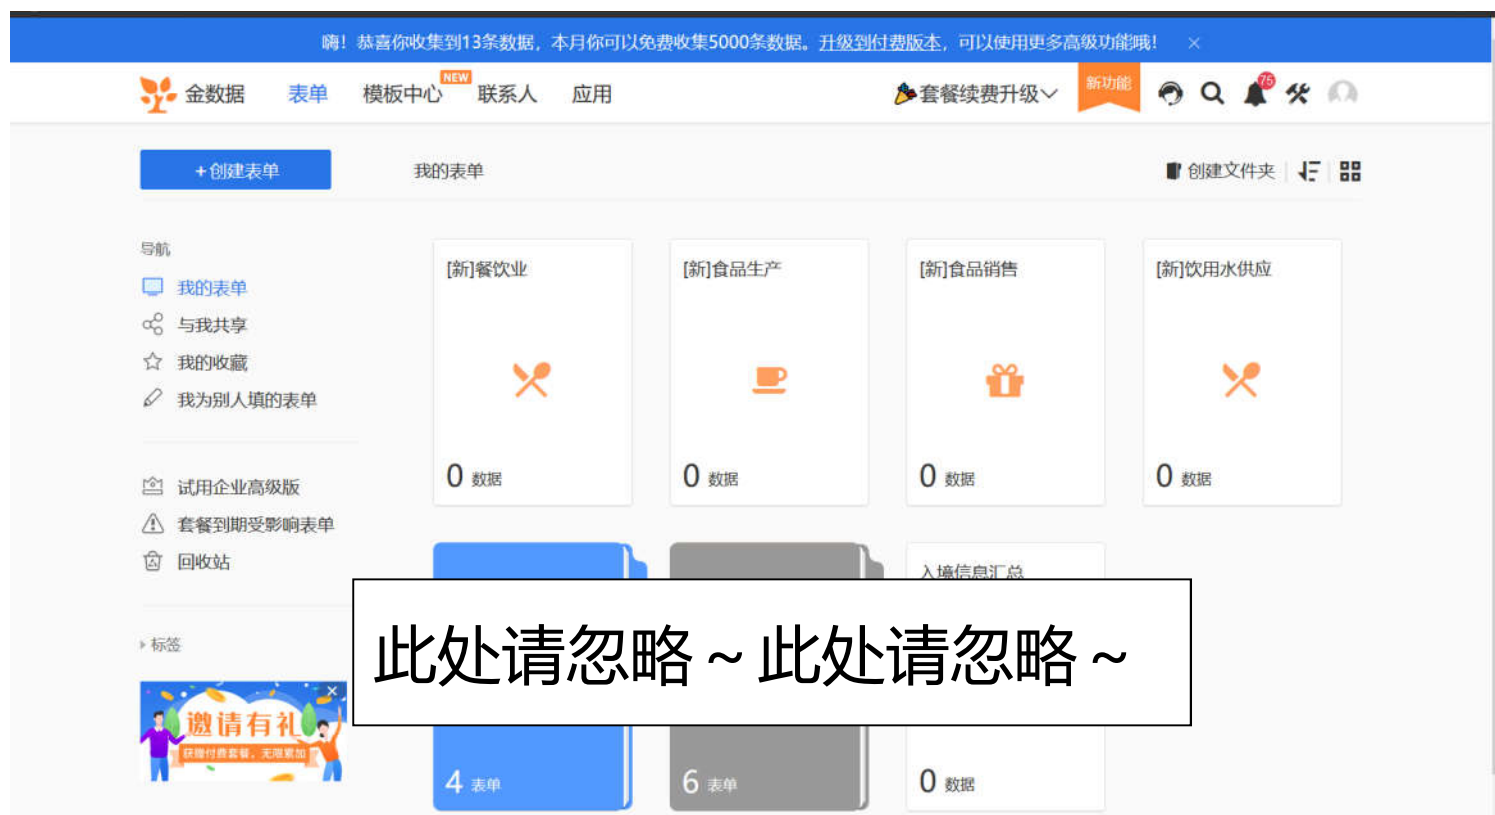 嗨！恭喜你收集到13条数据，本月你可以免费收集5000条数据。升级到付费版本，可以使用更多高级功能哦！ ×
金数据 表单 模板中心 NEW 联系人 应用 套餐续费升级 新功能 75
+创建表单 我的表单 创建文件夹
导航
我的表单
与我共享
我的收藏
我为别人填的表单
试用企业高级版
套餐到期受影响表单
回收站
标签
邀请有礼
获赠付费套餐，无限累加
[新]餐饮业 [新]食品生产 [新]食品销售 [新]饮用水供应
0 数据 0 数据 0 数据 0 数据
入境信息汇总
此处请忽略~此处请忽略~
4 表单 6 表单 0 数据